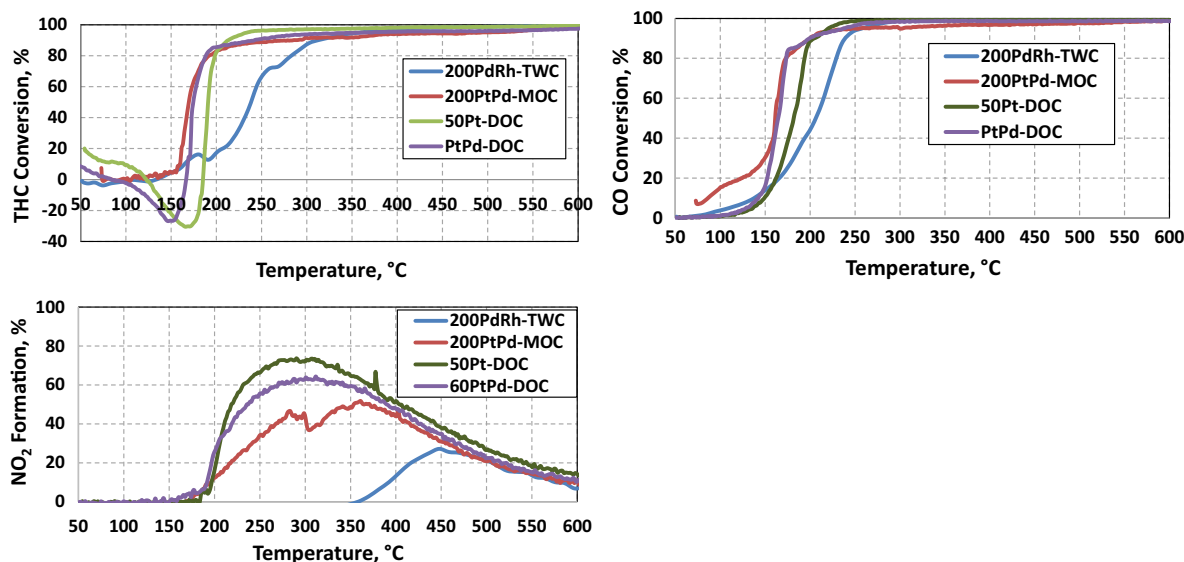 THC Conversion, %
100
80
60
40
20
0
-20
-40
50 100 150 200 250 300 350 400 450 500 550 600
Temperature, °C
200PdRh-TWC
200PtPd-MOC
50Pt-DOC
PtPd-DOC
CO Conversion, %
100
80
60
40
20
0
50 100 150 200 250 300 350 400 450 500 550 600
Temperature, °C
200PdRh-TWC
200PtPd-MOC
50Pt-DOC
PtPd-DOC
NO₂ Formation, %
100
80
60
40
20
0
50 100 150 200 250 300 350 400 450 500 550 600
Temperature, °C
200PdRh-TWC
200PtPd-MOC
50Pt-DOC
60PtPd-DOC